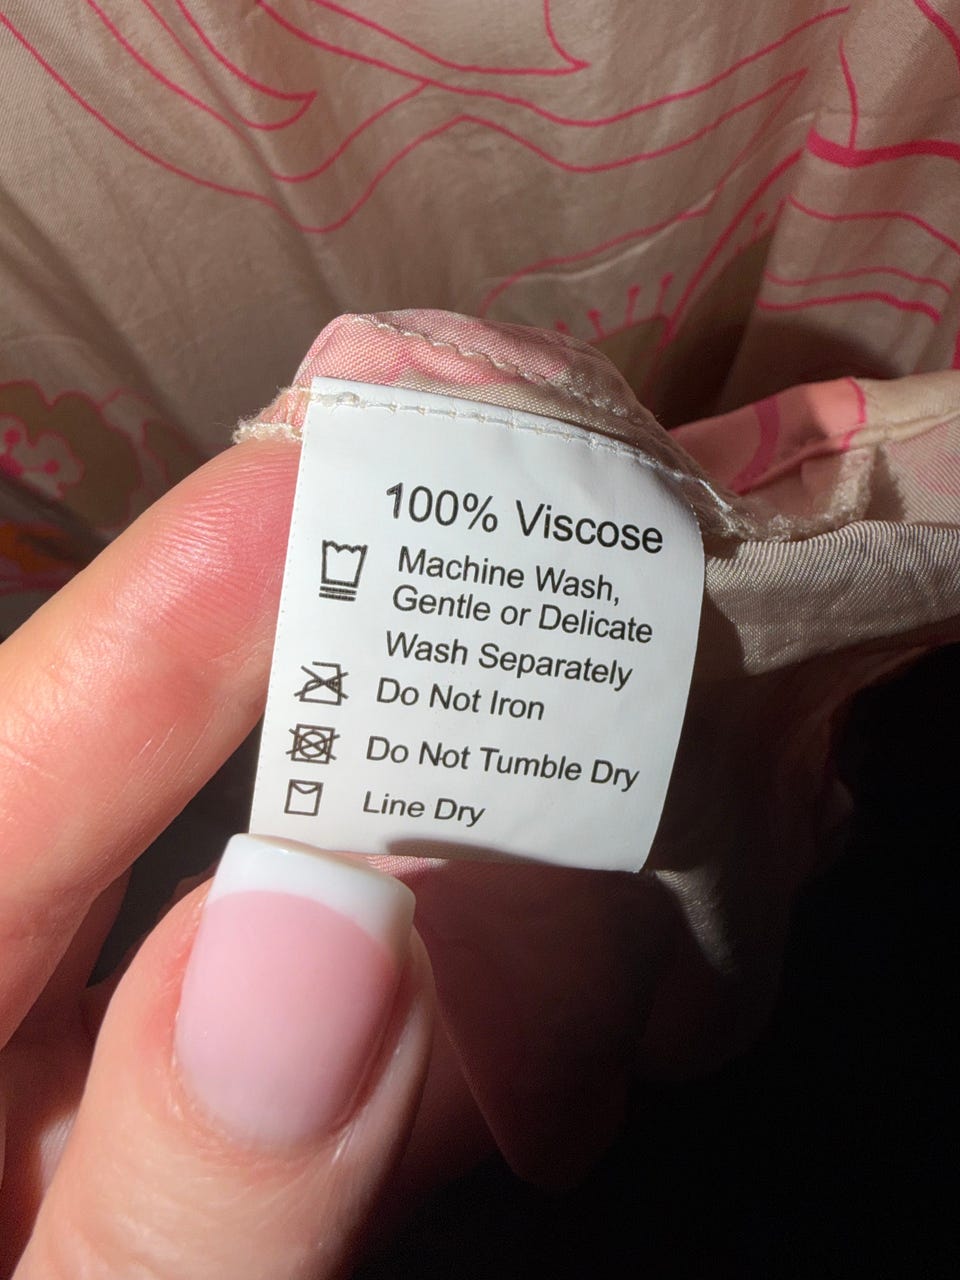 100% Viscose
Machine Wash,
Gentle or Delicate
Wash Separately
Do Not Iron
Do Not Tumble Dry
Line Dry